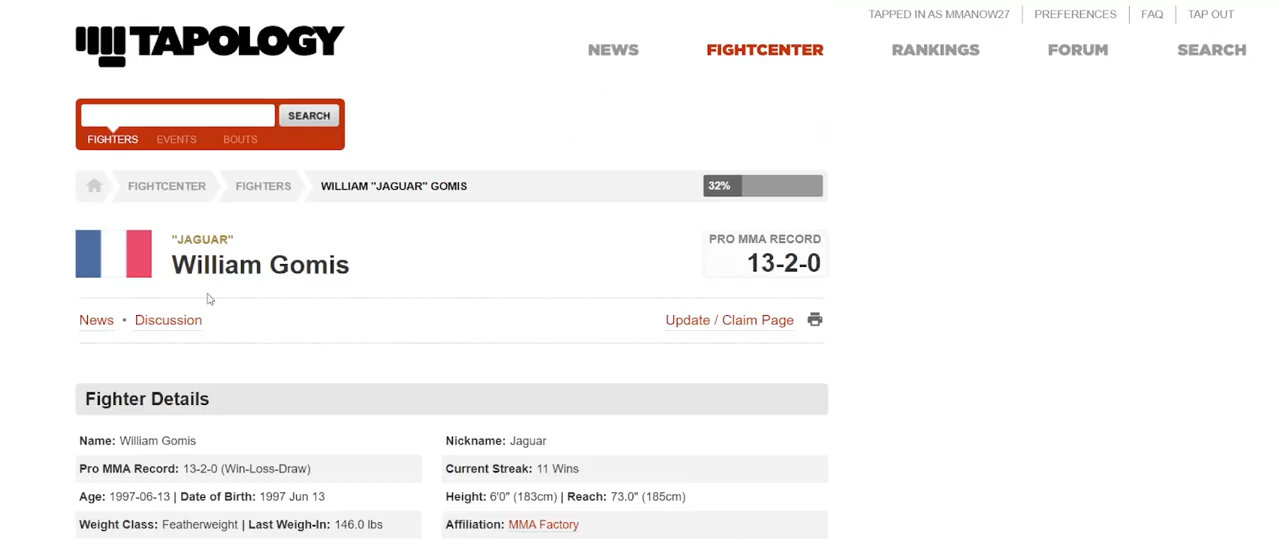 TAPPED IN AS MMANOW27 PREFERENCES FAQ TAP OUT
TAPOLOGY
NEWS FIGHTCENTER RANKINGS FORUM SEARCH
SEARCH
FIGHTERS EVENTS BOUTS
FIGHTCENTER FIGHTERS WILLIAM "JAGUAR" GOMIS 32%
"JAGUAR"
William Gomis
PRO MMA RECORD
13-2-0
News • Discussion Update / Claim Page
Fighter Details
Name: William Gomis Nickname: Jaguar
Pro MMA Record: 13-2-0 (Win-Loss-Draw) Current Streak: 11 Wins
Age: 1997-06-13 | Date of Birth: 1997 Jun 13 Height: 6'0" (183cm) | Reach: 73.0" (185cm)
Weight Class: Featherweight | Last Weigh-In: 146.0 lbs Affiliation: MMA Factory